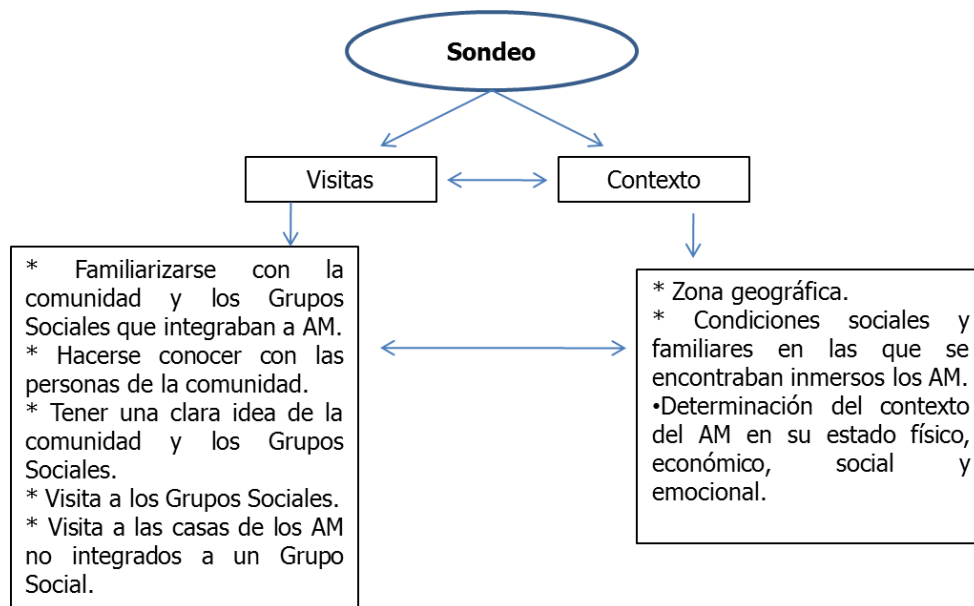 Sondeo
Visitas
Contexto
* Familiarizarse con la
comunidad y los Grupos
Sociales que integraban a AM.
* Hacerse conocer con las
personas de la comunidad.
* Tener una clara idea de la
comunidad y los Grupos
Sociales.
* Visita a los Grupos Sociales.
* Visita a las casas de los AM
no integrados a un Grupo
Social.
* Zona geográfica.
* Condiciones sociales y
familiares en las que se
encontraban inmersos los AM.
•Determinación del contexto
del AM en su estado físico,
económico, social y
emocional.